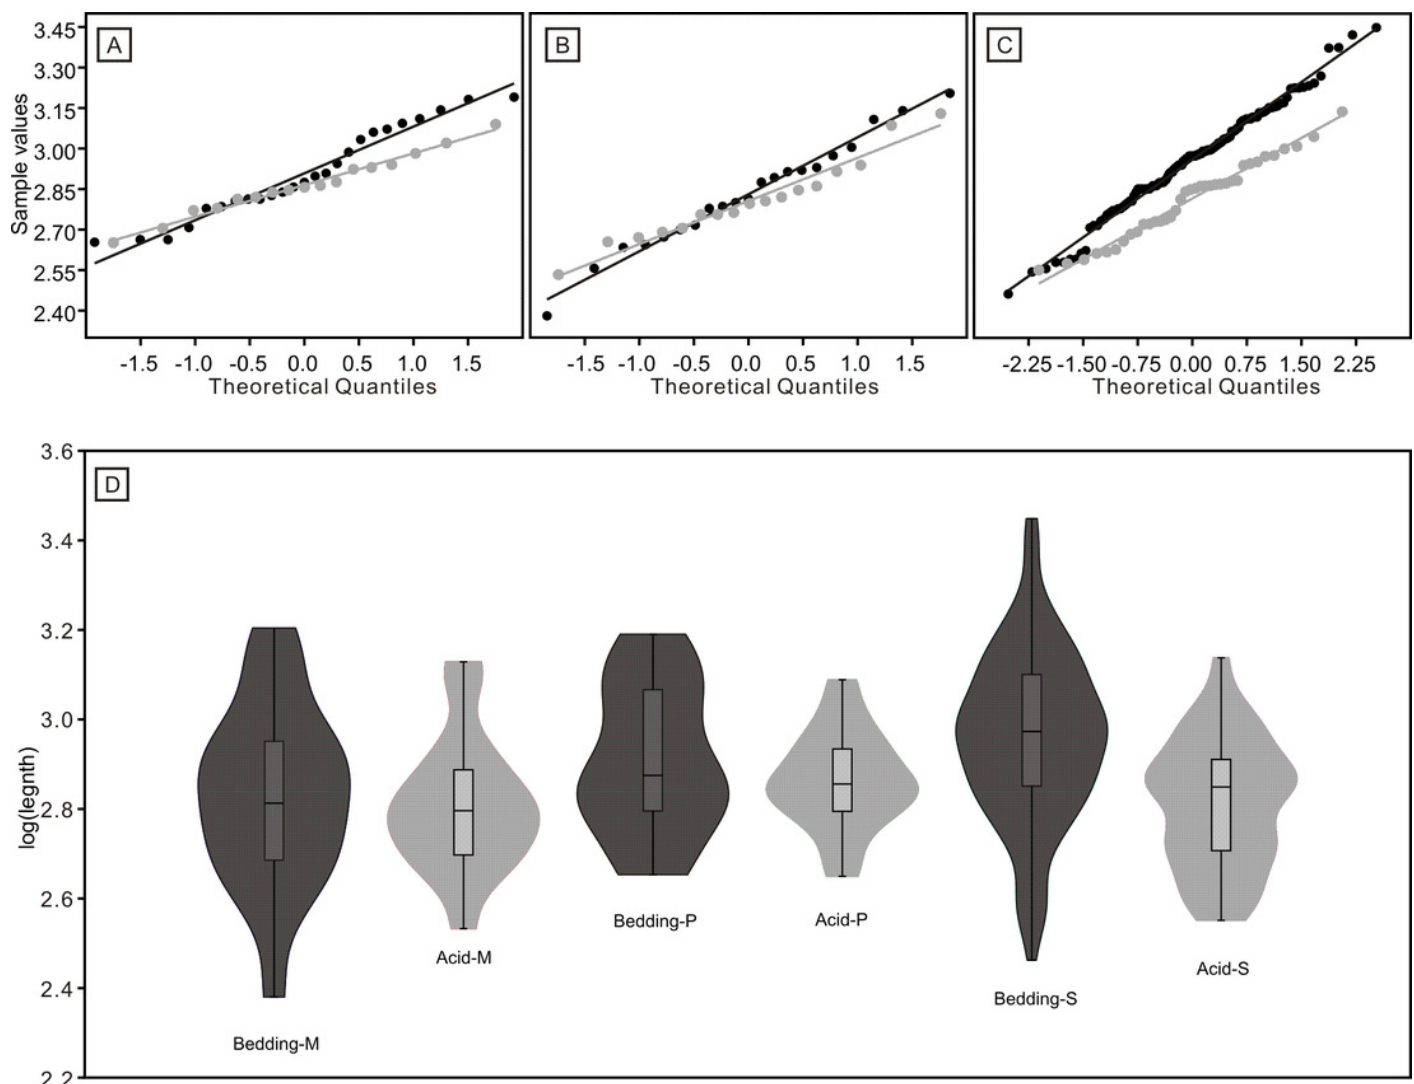 A
B
C
Sample values
3.45
3.30
3.15
3.00
2.85
2.70
2.55
2.40
-1.5 -1.0 -0.5 0.0 0.5 1.0 1.5
-1.5 -1.0 -0.5 0.0 0.5 1.0 1.5
-2.25 -1.50 -0.75 0.00 0.75 1.50 2.25
Theoretical Quantiles
Theoretical Quantiles
Theoretical Quantiles
D
log(legnth)
3.6
3.4
3.2
3.0
2.8
2.6
2.4
2.2
Bedding-M
Acid-M
Bedding-P
Acid-P
Bedding-S
Acid-S